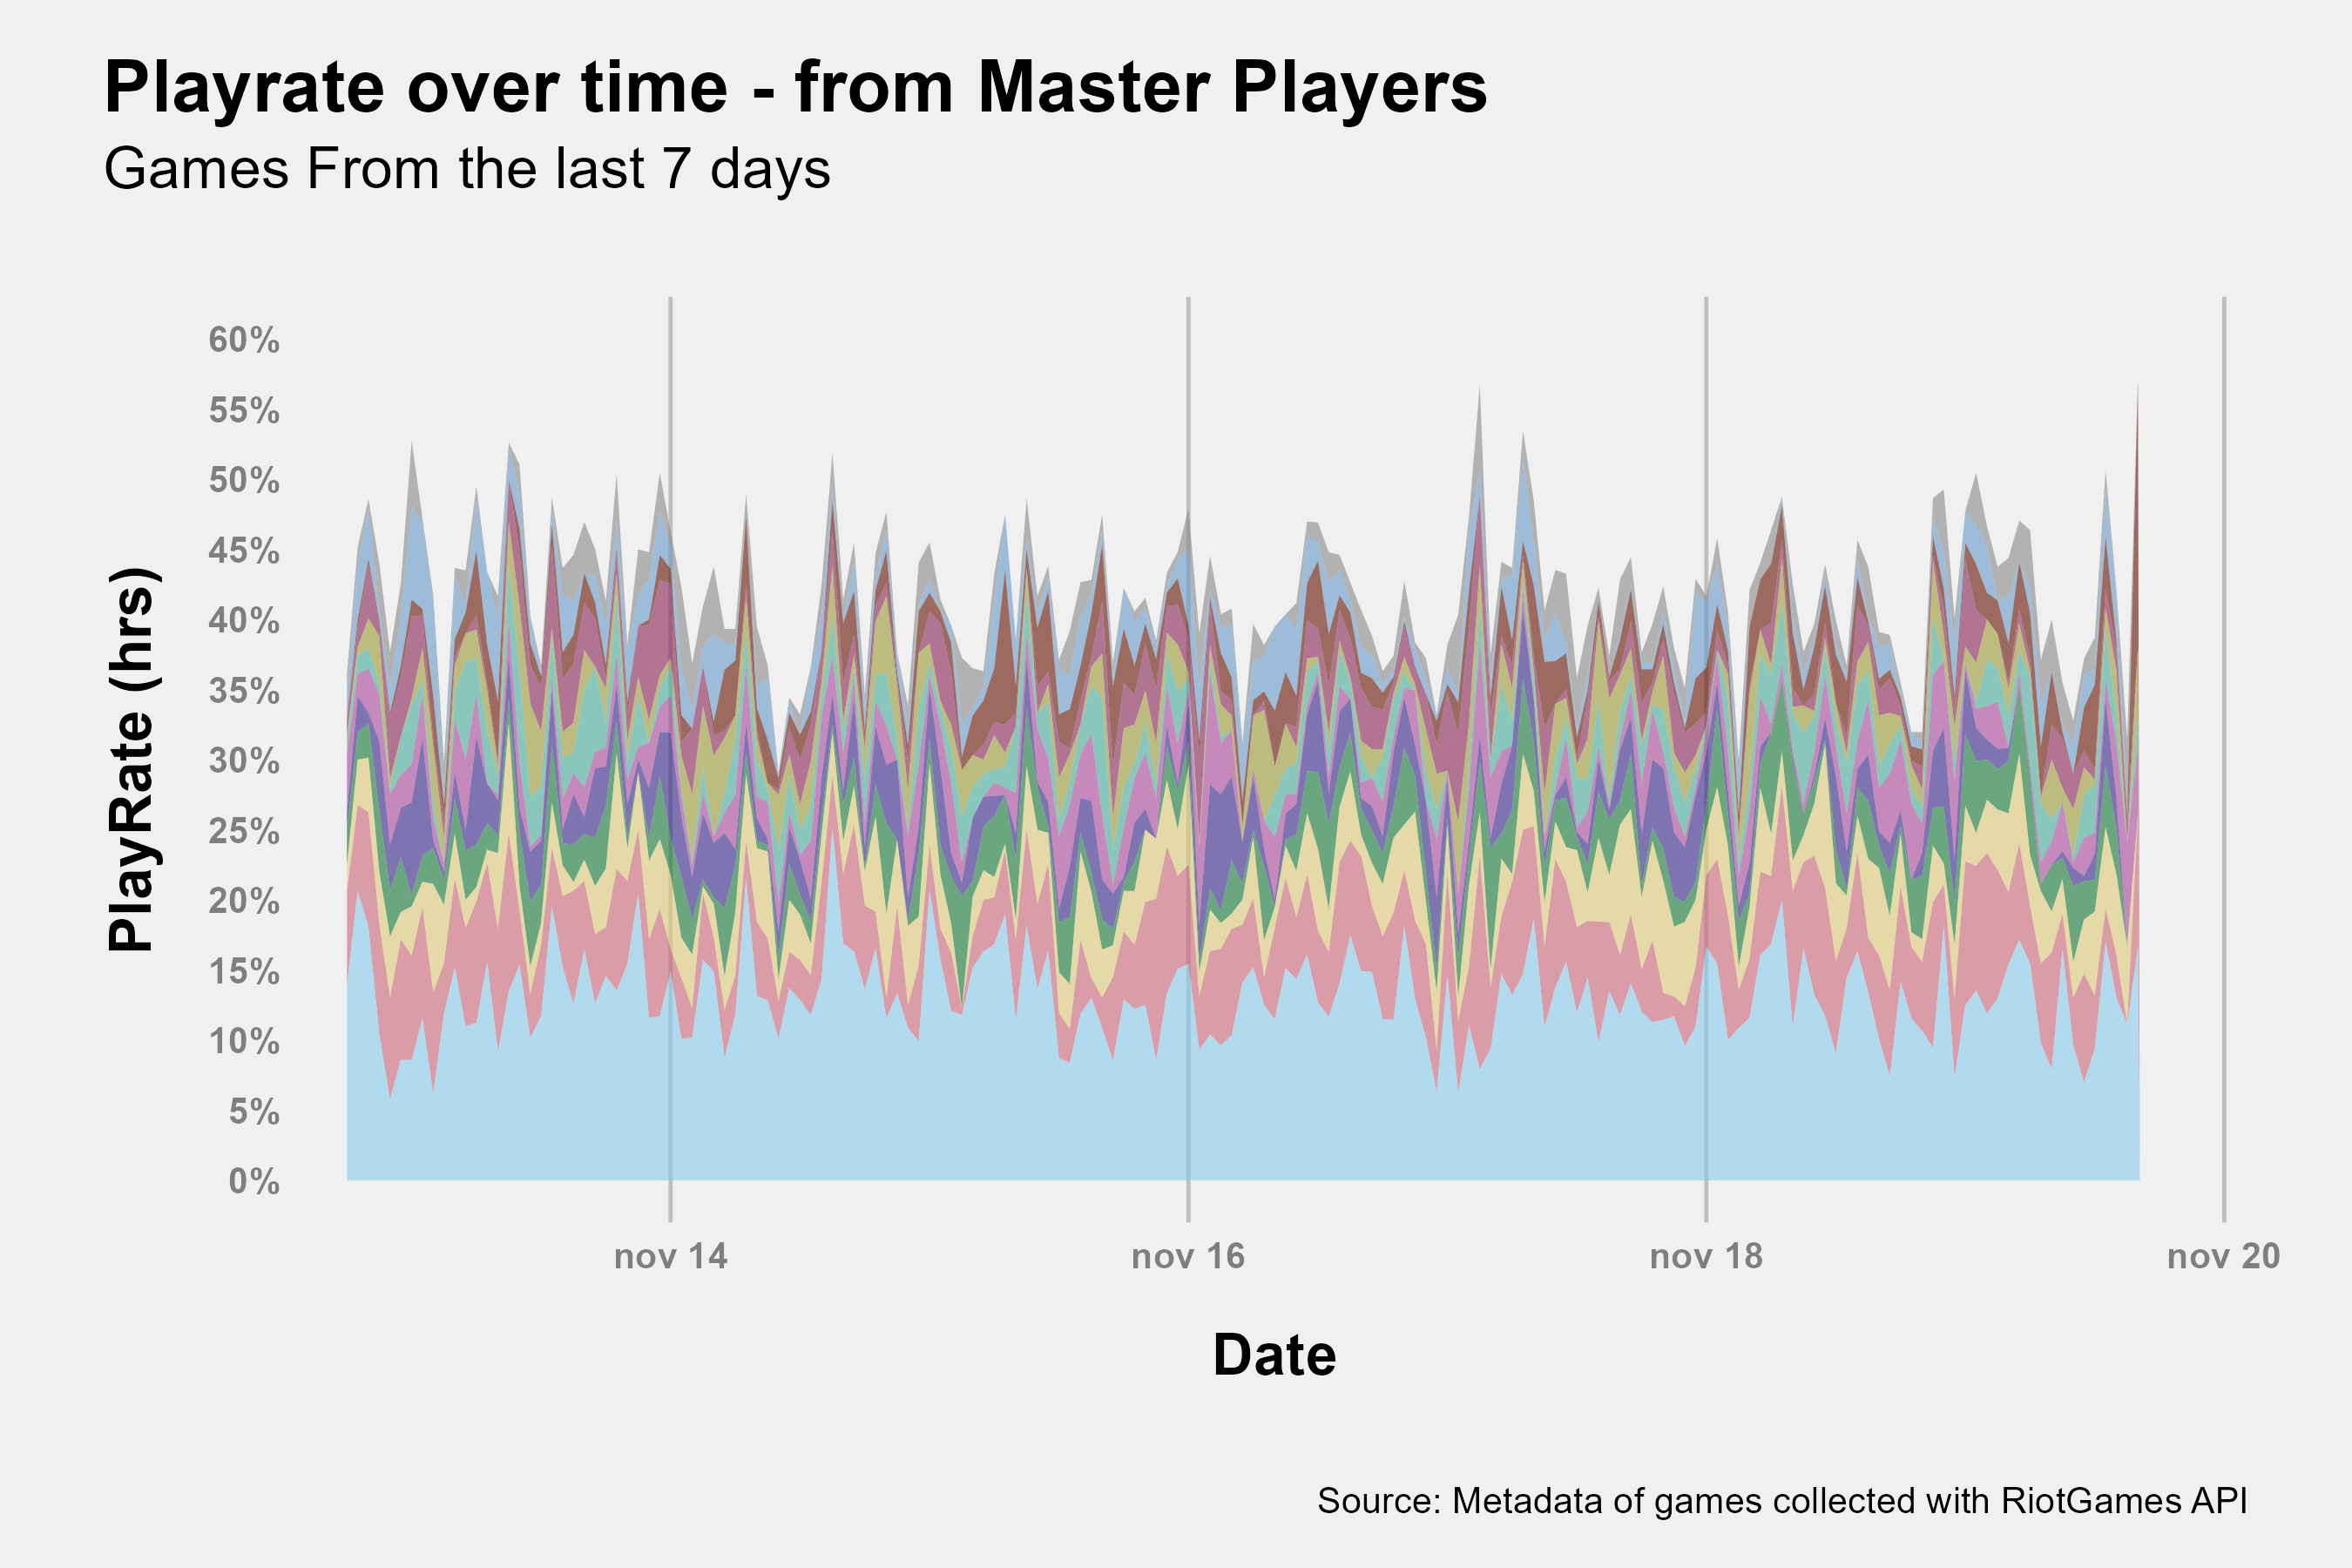 Playrate over time - from Master Players
Games From the last 7 days
PlayRate (hrs)
60%
55%
50%
45%
40%
35%
30%
25%
20%
15%
10%
5%
0%
nov 14
nov 16
nov 18
nov 20
Date
Source: Metadata of games collected with RiotGames API